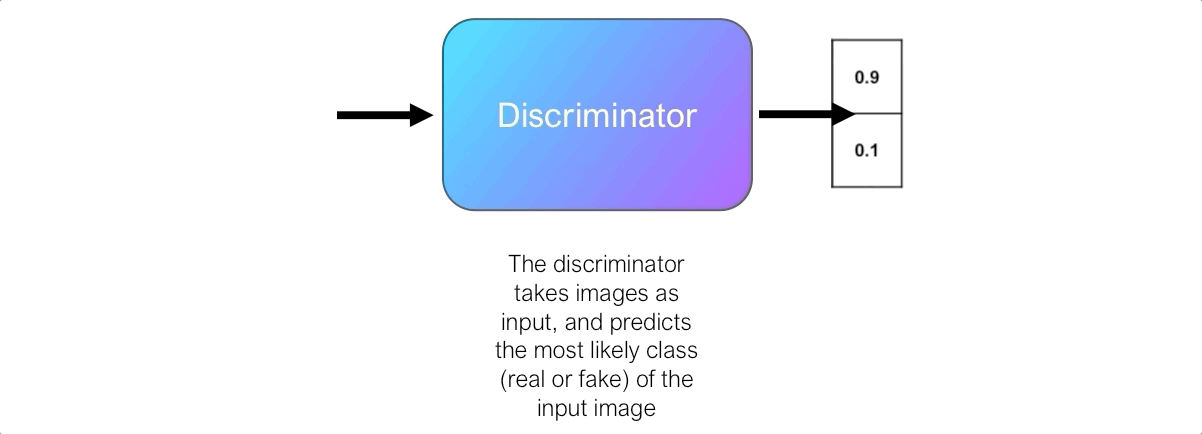 Discriminator
0.9
0.1
The discriminator
takes images as
input, and predicts
the most likely class
(real or fake) of the
input image